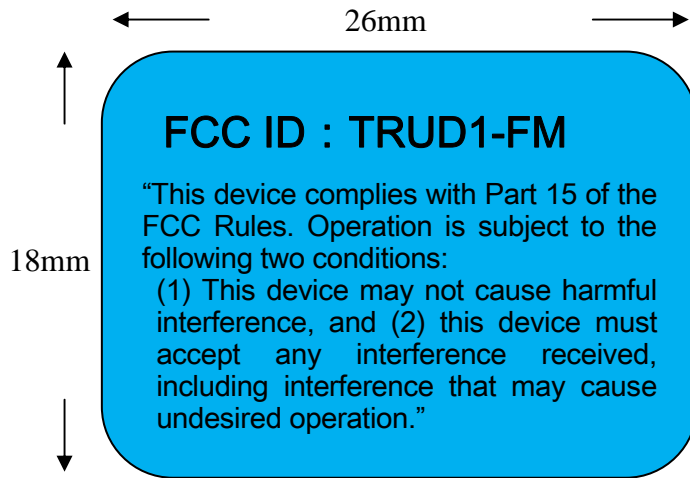 26mm
FCC ID : TRUD1-FM
“This device complies with Part 15 of the
FCC Rules. Operation is subject to the
following two conditions:
18mm
(1) This device may not cause harmful
interference, and (2) this device must
accept any interference received,
including interference that may cause
undesired operation.”